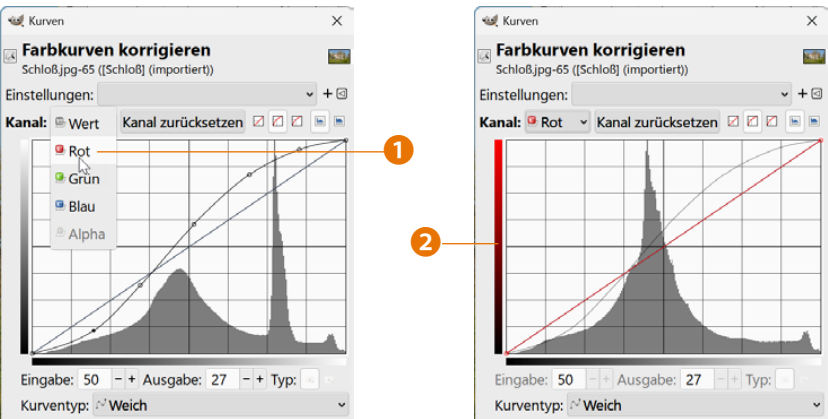 Kurven
Farbkurven korrigieren
Schloß.jpg-65 ([Schloß] (importiert))
Einstellungen:
Kanal: Wert Kanal zurücksetzen
Rot
Grün
Blau
Alpha
Eingabe: 50 - + Ausgabe: 27 - + Typ:
Kurventyp: Weich
1
Kurven
Farbkurven korrigieren
Schloß.jpg-65 ([Schloß] (importiert))
Einstellungen:
Kanal: Rot Kanal zurücksetzen
2
Eingabe: 50 - + Ausgabe: 27 - + Typ:
Kurventyp: Weich